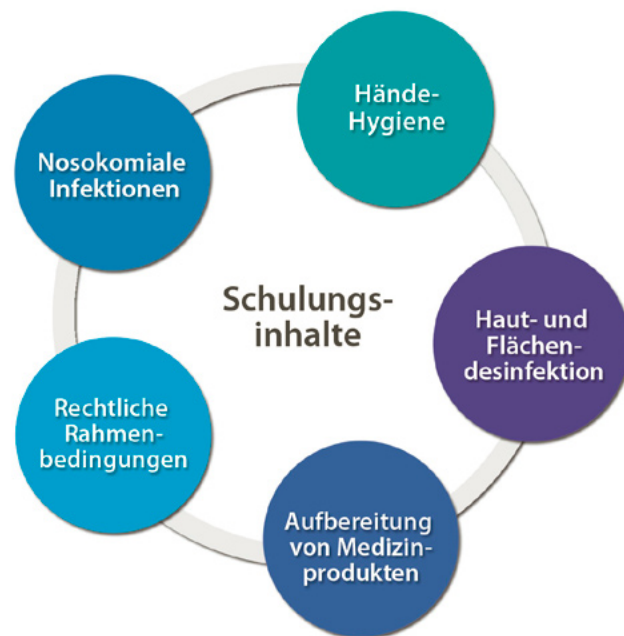 Hände-
Hygiene
Nosokomiale
Infektionen
Schulungs-
inhalte
Haut- und
Flächen-
desinfektion
Rechtliche
Rahmen-
bedingungen
Aufbereitung
von Medizin-
produkten